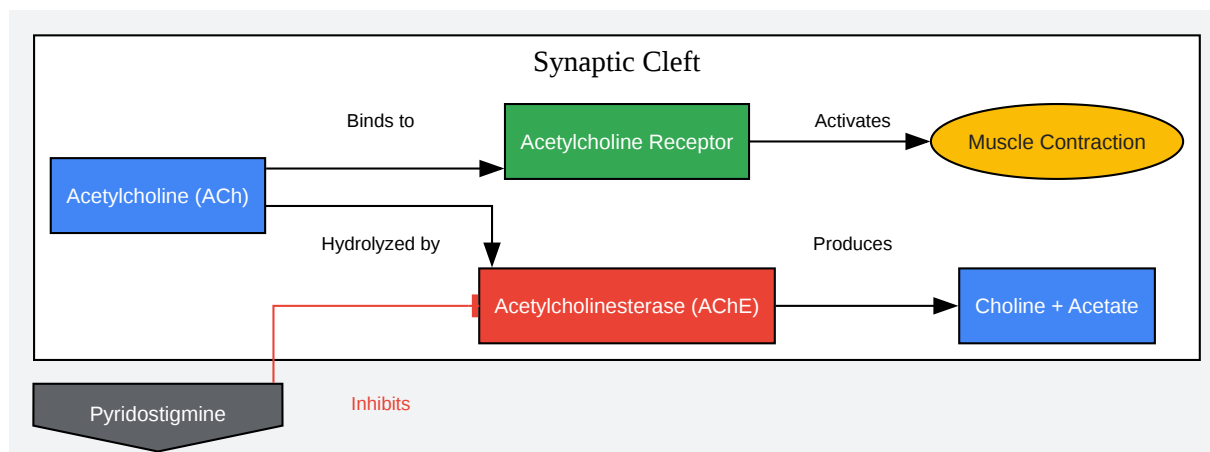 Synaptic Cleft
Binds to
Acetylcholine Receptor
Activates
Muscle Contraction
Acetylcholine (ACh)
Hydrolyzed by
Produces
Acetylcholinesterase (AChE)
Choline + Acetate
Pyridostigmine
Inhibits